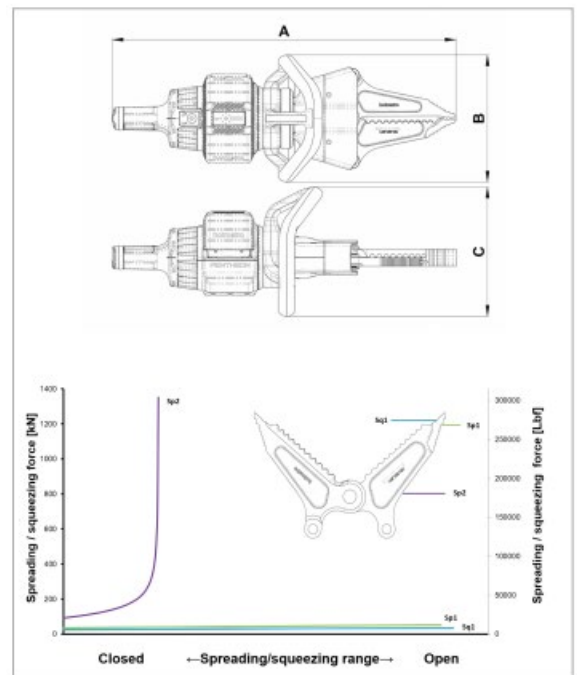 A
B
C
PENTHEON
Spreading / squeezing force [kN]
1400
1200
1000
800
600
400
200
0
Sp2
Sq1
Sp1
Sp2
Sp1
Sq1
300000
250000
200000
150000
100000
50000
0
Spreading / squeezing force [Lbf]
Closed ←Spreading/squeezing range→ Open